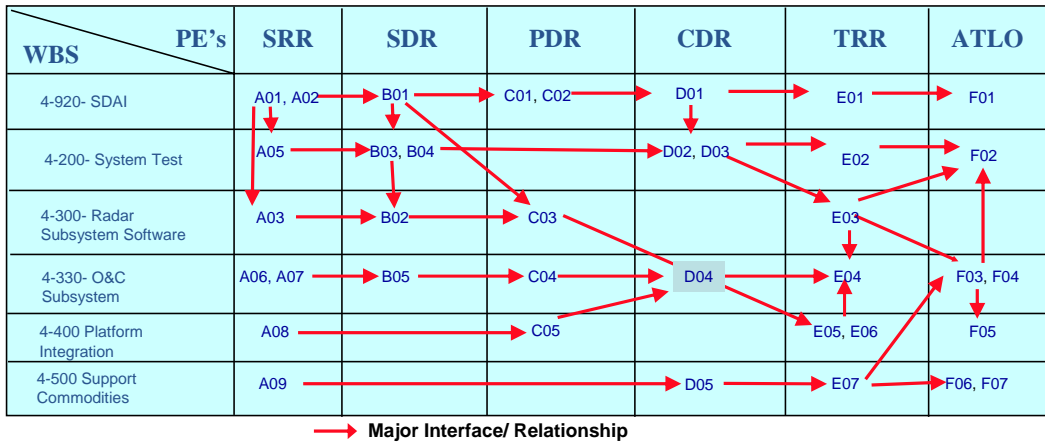 PE's SRR SDR PDR CDR TRR ATLO
WBS
4-920- SDAI A01, A02 B01 C01, C02 D01 E01 F01
4-200- System Test A05 B03, B04 D02, D03 E02 F02
4-300- Radar
Subsystem Software A03 B02 C03 E03
4-330- O&C
Subsystem A06, A07 B05 C04 D04 E04 F03, F04
4-400 Platform
Integration A08 C05 E05, E06 F05
4-500 Support
Commodities A09 D05 E07 F06, F07
Major Interface/ Relationship